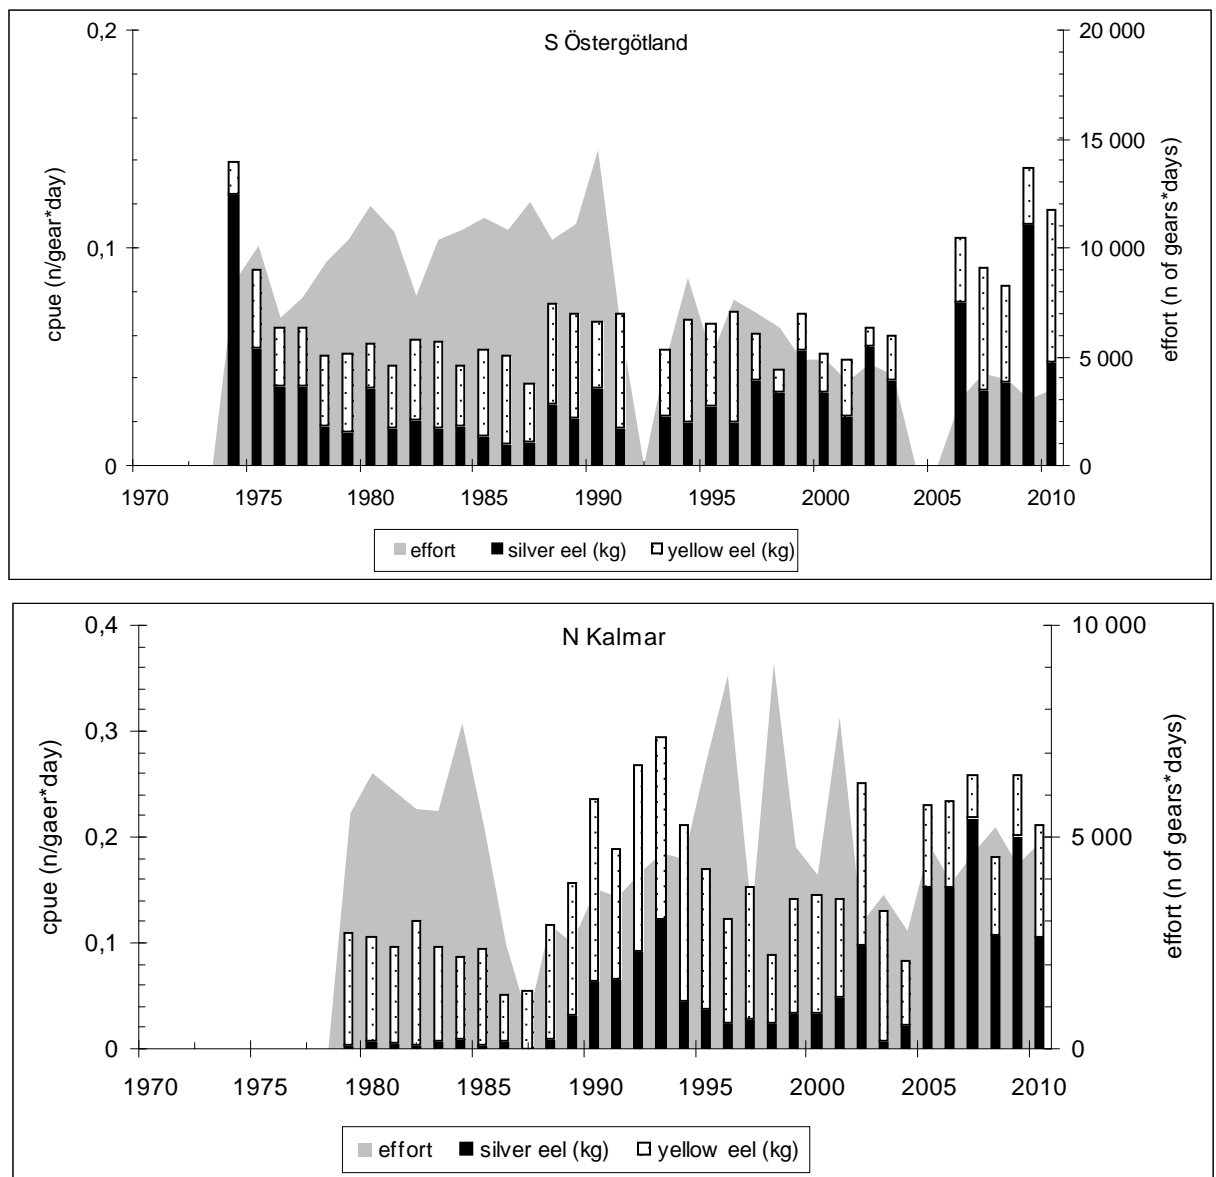 S Östergötland
0,2
0,1
0
cpue (n/gear*day)
20 000
15 000
10 000
5 000
0
effort (n of gears*days)
1970 1975 1980 1985 1990 1995 2000 2005 2010
effort silver eel (kg) yellow eel (kg)
N Kalmar
0,4
0,3
0,2
0,1
0
cpue (n/gaer*day)
10 000
5 000
0
effort (n of gears*days)
1970 1975 1980 1985 1990 1995 2000 2005 2010
effort silver eel (kg) yellow eel (kg)